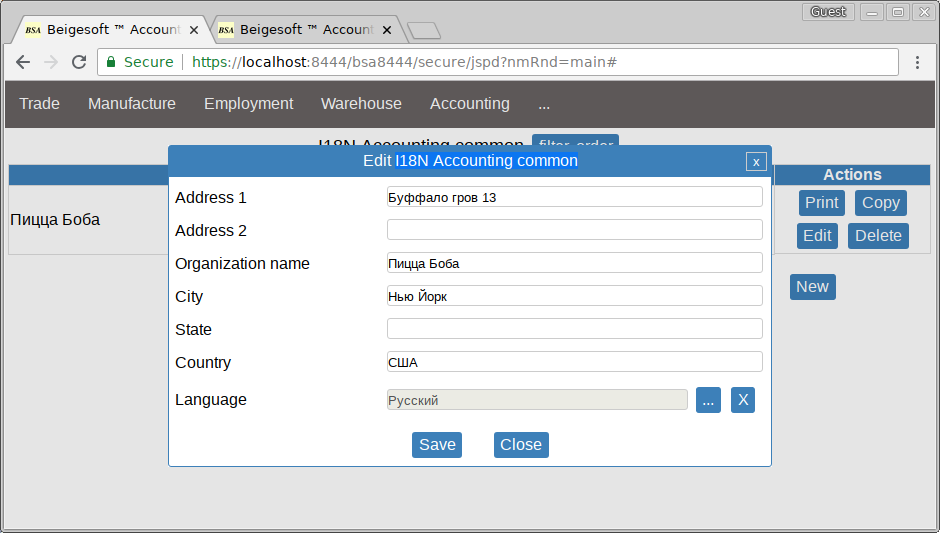 Guest
BSA Beigesoft ™ Account
BSA Beigesoft ™ Account
Secure https://localhost:8444/bsa8444/secure/jspd?nmRnd=main#
Trade Manufacture Employment Warehouse Accounting ...
I18N Accounting common filter, order
Edit I18N Accounting common x
Actions
Пицца Боба
Print Copy
Edit Delete
New
Address 1 Буффало гров 13
Address 2
Organization name Пицца Боба
City Нью Йорк
State
Country США
Language Русский ... X
Save Close